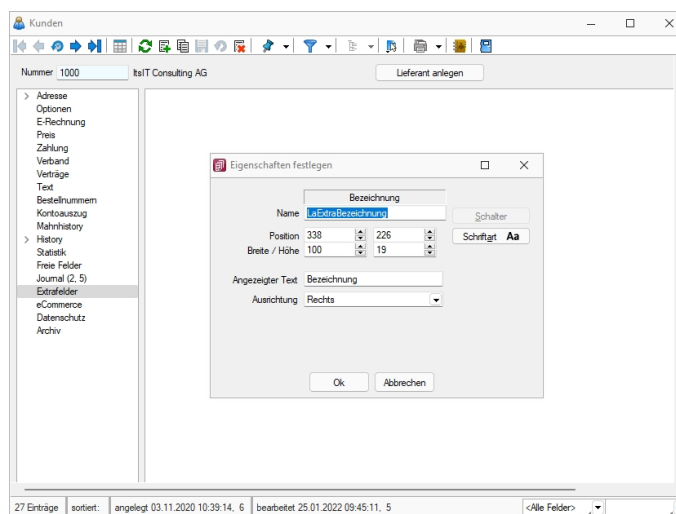 Kunden
Nummer 1000 ItsIT Consulting AG Lieferant anlegen
Adresse
Optionen
E-Rechnung
Preis
Zahlung
Verband
Verträge
Text
Bestellnummern
Kontoauszug
Mahnhistory
History
Statistik
Freie Felder
Journal (2, 5)
Extrafelder
eCommerce
Datenschutz
Archiv
Eigenschaften festlegen
Bezeichnung
Name LaExtraBezeichnung Schalter
Position 338 226 Schriftart Aa
Breite / Höhe 100 19
Angezeigter Text Bezeichnung
Ausrichtung Rechts
Ok Abbrechen
27 Einträge sortiert: angelegt 03.11.2020 10:39:14, 6 bearbeitet 25.01.2022 09:45:11, 5 <Alle Felder>